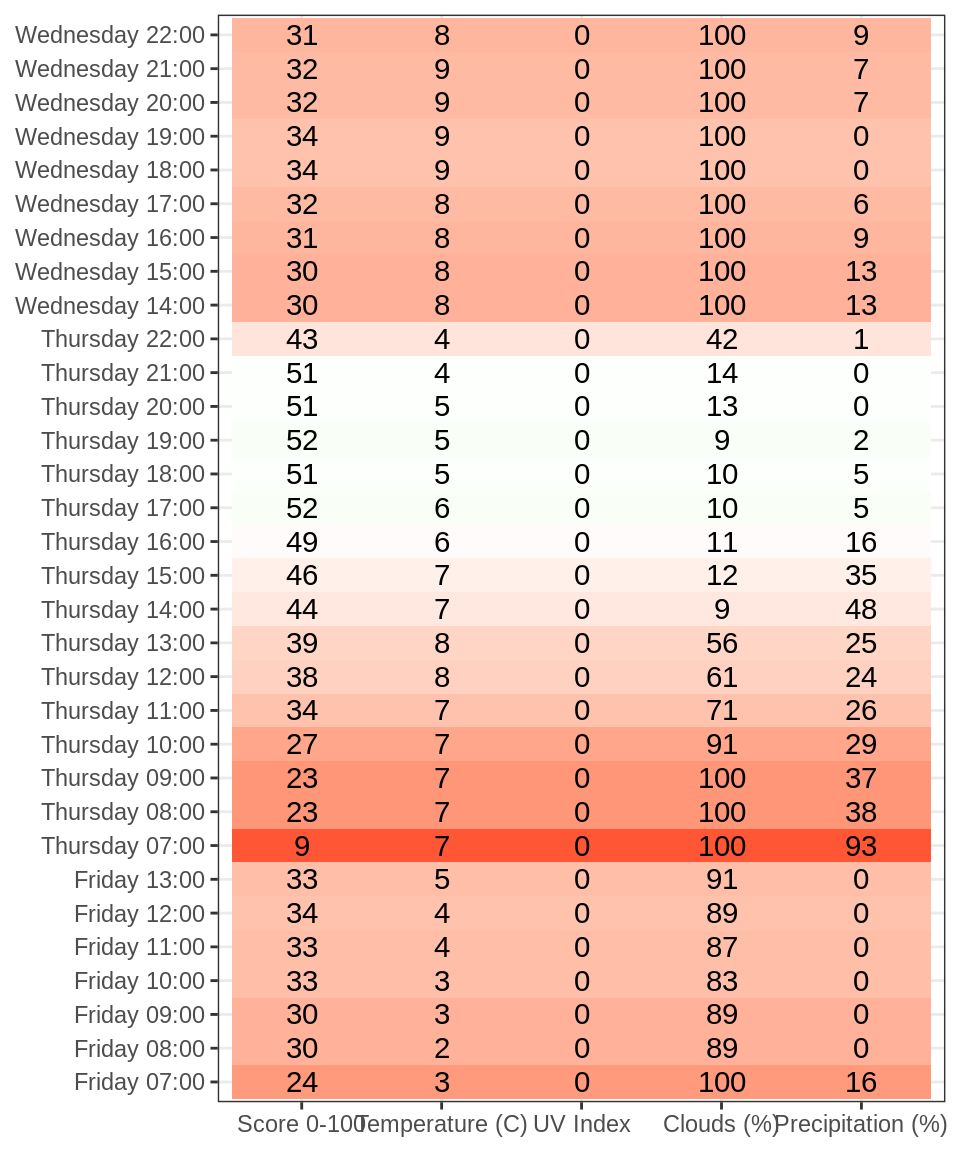 Wednesday 22:00 31 8 0 100 9
Wednesday 21:00 32 9 0 100 7
Wednesday 20:00 32 9 0 100 7
Wednesday 19:00 34 9 0 100 0
Wednesday 18:00 34 9 0 100 0
Wednesday 17:00 32 8 0 100 6
Wednesday 16:00 31 8 0 100 9
Wednesday 15:00 30 8 0 100 13
Wednesday 14:00 30 8 0 100 13
Thursday 22:00 43 4 0 42 1
Thursday 21:00 51 4 0 14 0
Thursday 20:00 51 5 0 13 0
Thursday 19:00 52 5 0 9 2
Thursday 18:00 51 5 0 10 5
Thursday 17:00 52 6 0 10 5
Thursday 16:00 49 6 0 11 16
Thursday 15:00 46 7 0 12 35
Thursday 14:00 44 7 0 9 48
Thursday 13:00 39 8 0 56 25
Thursday 12:00 38 8 0 61 24
Thursday 11:00 34 7 0 71 26
Thursday 10:00 27 7 0 91 29
Thursday 09:00 23 7 0 100 37
Thursday 08:00 23 7 0 100 38
Thursday 07:00 9 7 0 100 93
Friday 13:00 33 5 0 91 0
Friday 12:00 34 4 0 89 0
Friday 11:00 33 4 0 87 0
Friday 10:00 33 3 0 83 0
Friday 09:00 30 3 0 89 0
Friday 08:00 30 2 0 89 0
Friday 07:00 24 3 0 100 16
Score 0-100 Temperature (C) UV Index Clouds (%) Precipitation (%)